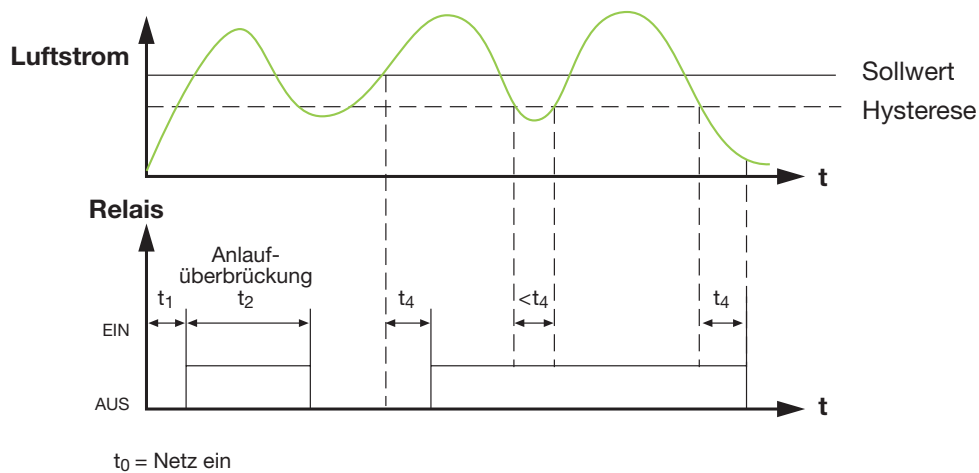 Luftstrom
Sollwert
Hysterese
t
Relais
Anlauf-
überbrückung
t₁
t₂
t₄
<t₄
t₄
EIN
AUS
t
t₀ = Netz ein